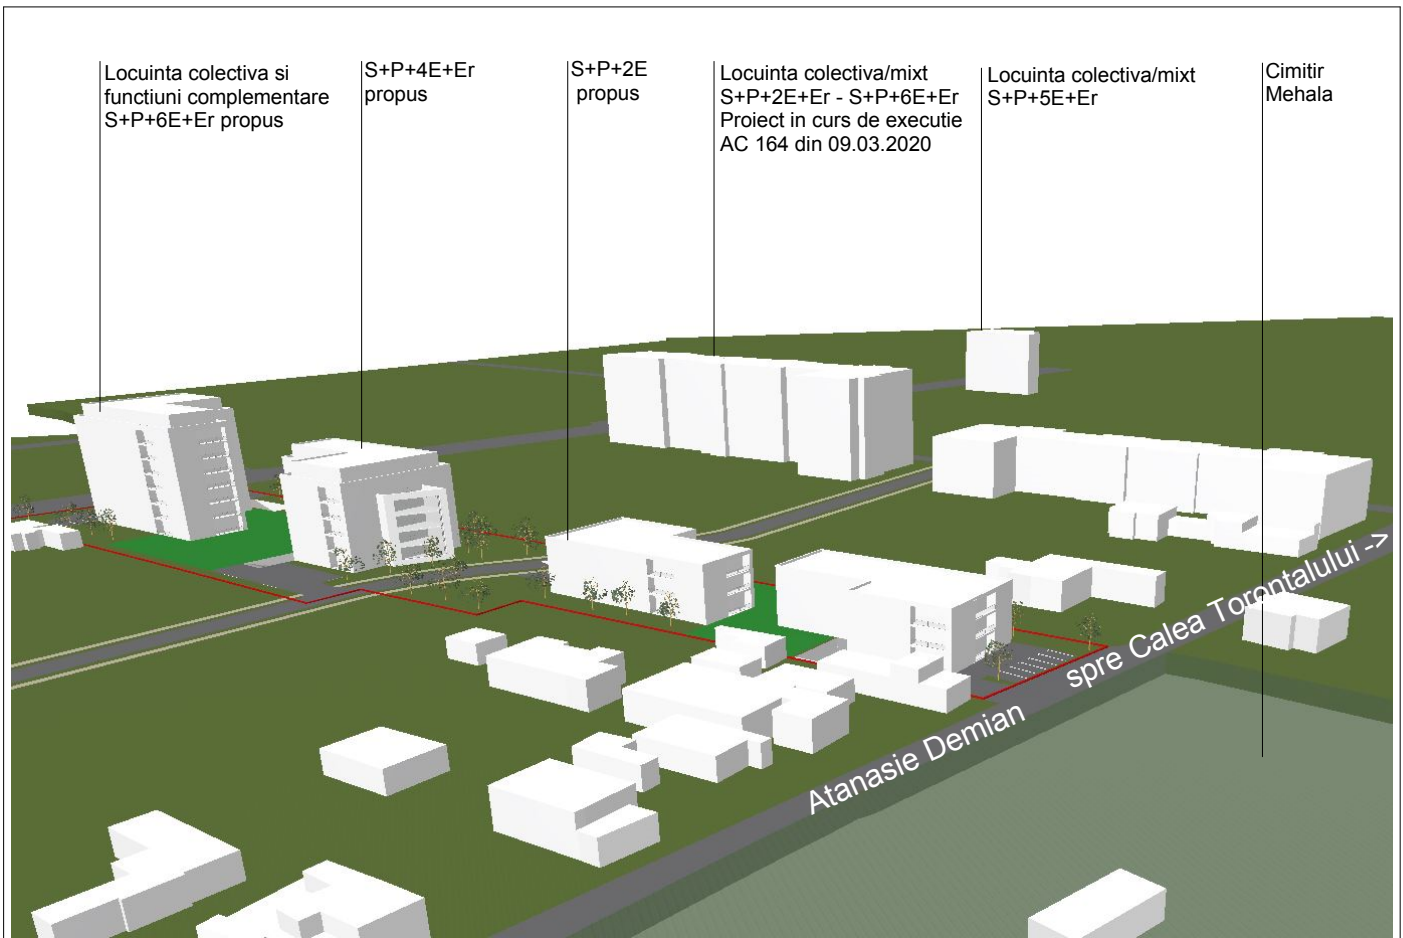 Locuinta colectiva si
functiuni complementare
S+P+6E+Er propus
S+P+4E+Er
propus
S+P+2E
propus
Locuinta colectiva/mixt
S+P+2E+Er - S+P+6E+Er
Proiect in curs de executie
AC 164 din 09.03.2020
Locuinta colectiva/mixt
S+P+5E+Er
Cimitir
Mehala
Atanasie Demian
spre Calea Torontalului ->